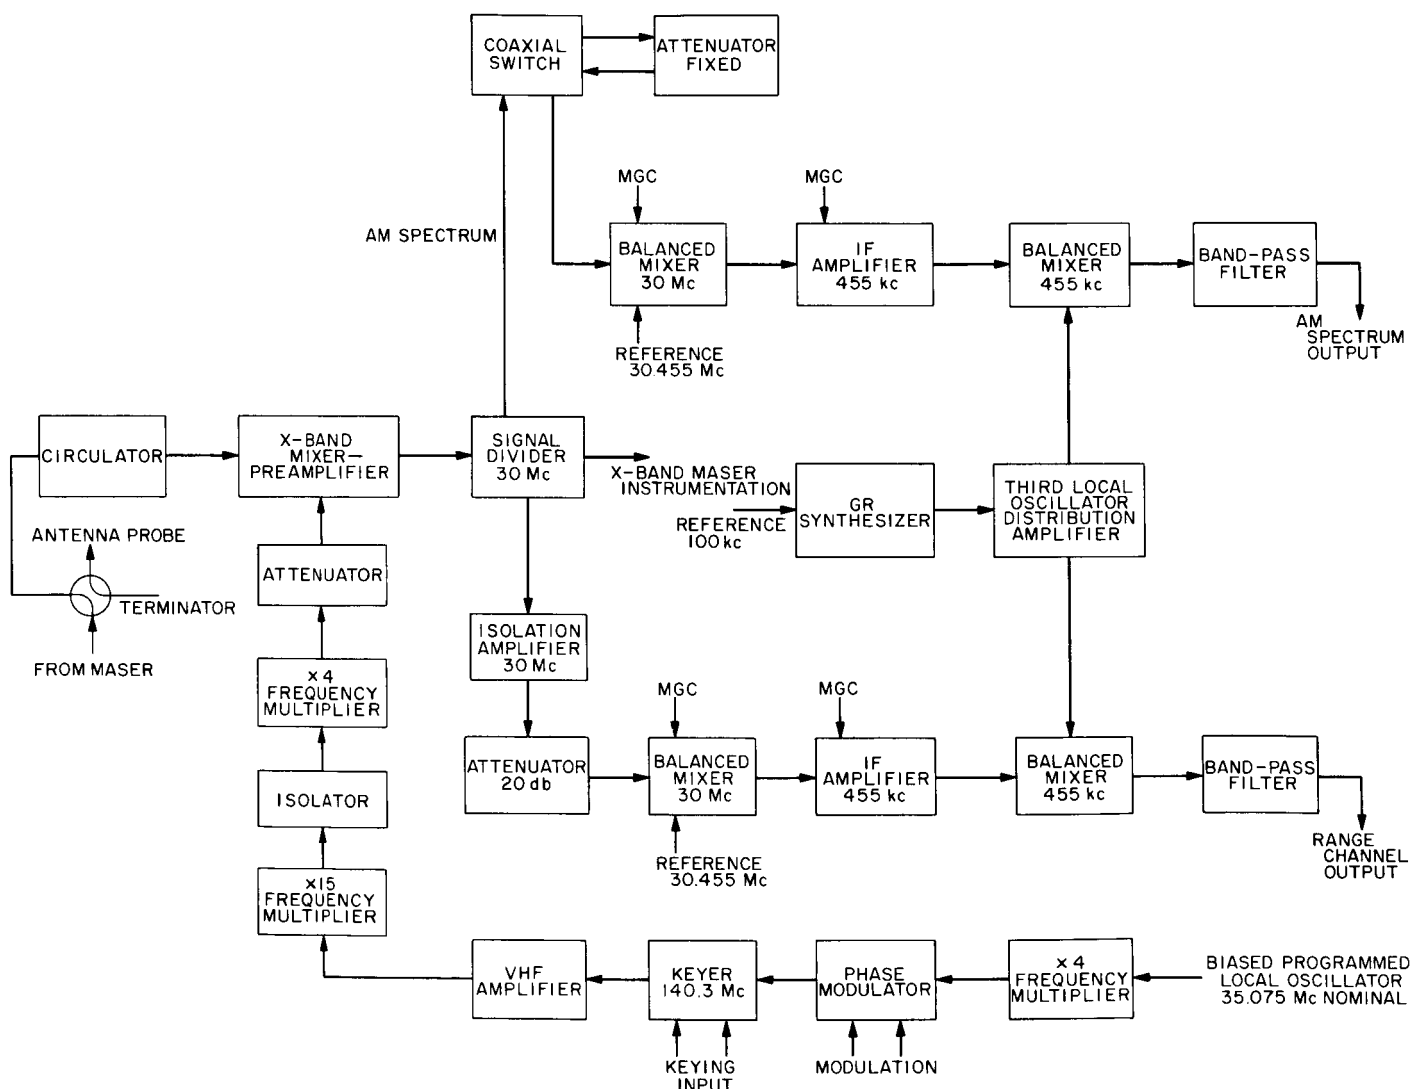 COAXIAL
SWITCH
ATTENUATOR
FIXED
MGC
MGC
AM SPECTRUM
BALANCED
MIXER
30 Mc
IF
AMPLIFIER
455 kc
BALANCED
MIXER
455 kc
BAND-PASS
FILTER
REFERENCE
30.455 Mc
AM
SPECTRUM
OUTPUT
CIRCULATOR
X-BAND
MIXER—
PREAMPLIFIER
SIGNAL
DIVIDER
30 Mc
X-BAND MASER
INSTRUMENTATION
REFERENCE
100 kc
GR
SYNTHESIZER
THIRD LOCAL
OSCILLATOR
DISTRIBUTION
AMPLIFIER
ANTENNA PROBE
TERMINATOR
FROM MASER
ATTENUATOR
x4
FREQUENCY
MULTIPLIER
ISOLATOR
x15
FREQUENCY
MULTIPLIER
ISOLATION
AMPLIFIER
30 Mc
MGC
MGC
ATTENUATOR
20 db
BALANCED
MIXER
30 Mc
IF
AMPLIFIER
455 kc
BALANCED
MIXER
455 kc
BAND-PASS
FILTER
REFERENCE
30.455 Mc
RANGE
CHANNEL
OUTPUT
VHF
AMPLIFIER
KEYER
140.3 Mc
PHASE
MODULATOR
x4
FREQUENCY
MULTIPLIER
BIASED PROGRAMMED
LOCAL OSCILLATOR
35.075 Mc NOMINAL
KEYING
INPUT
MODULATION